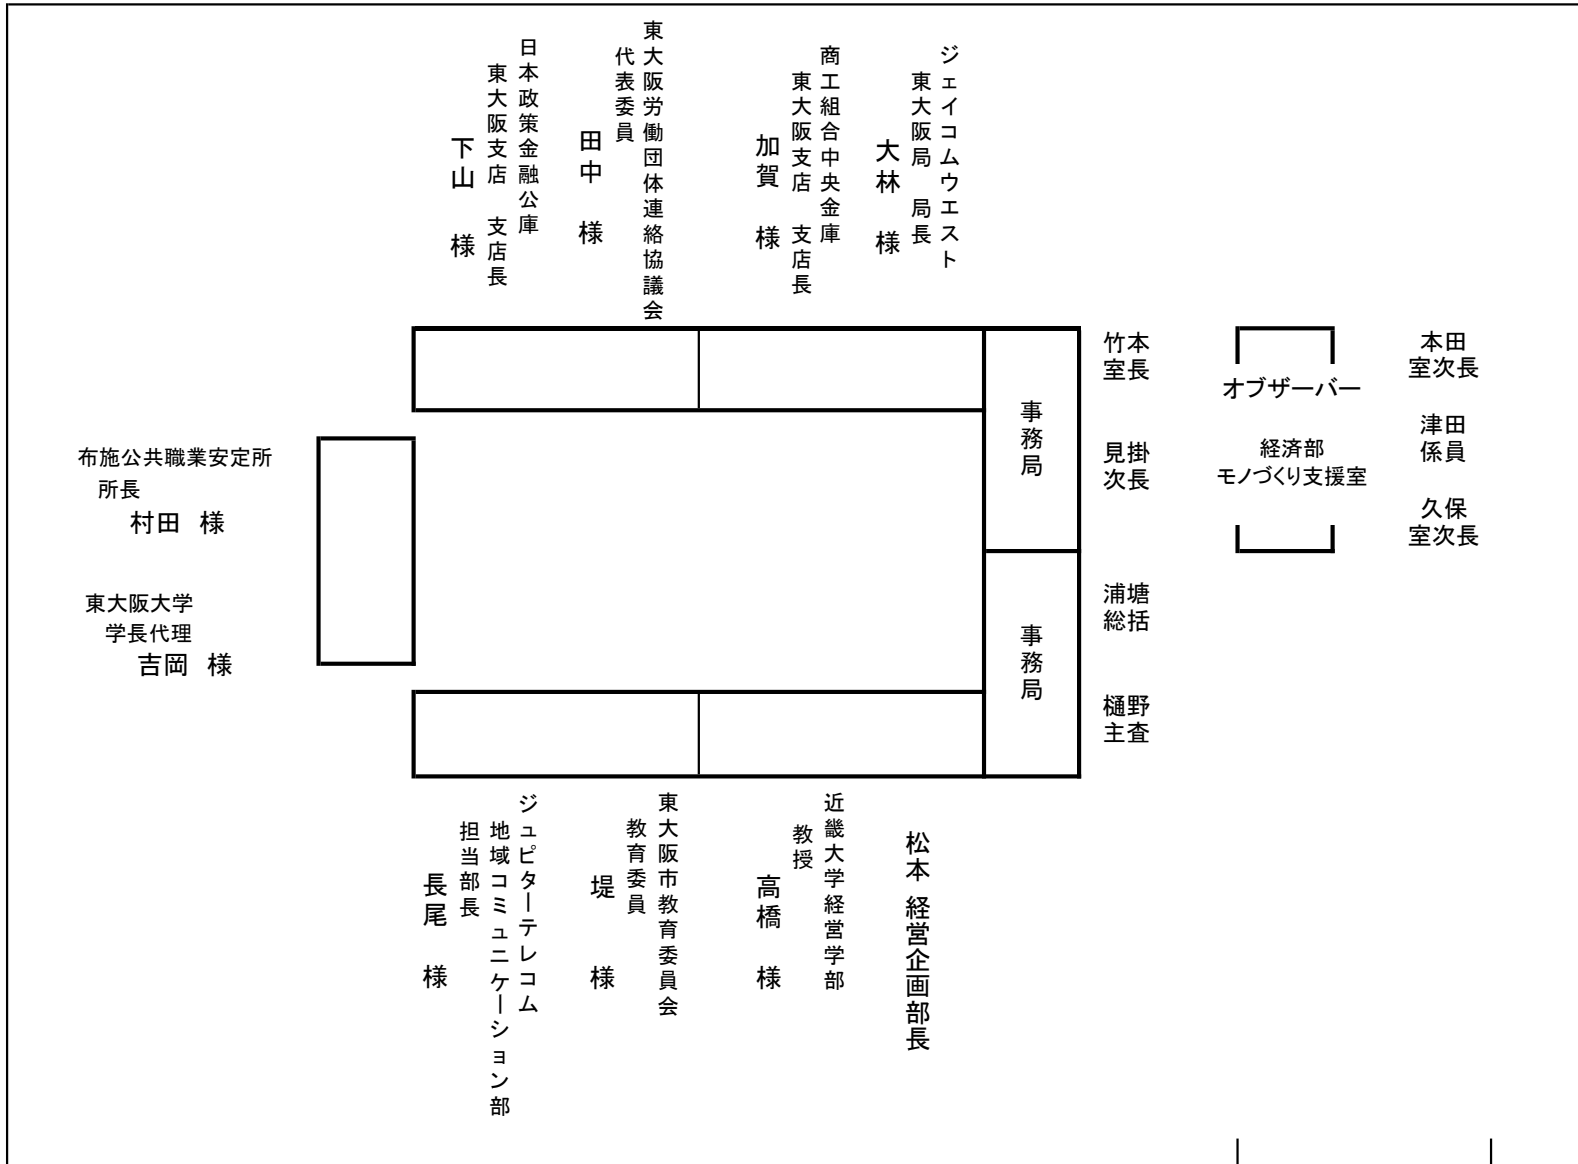 東大阪労働団体連絡協議会
代表委員
田中　様
日本政策金融公庫
東大阪支店　支店長
下山　様
ジェイコムウエスト
東大阪局　局長
大林　様
商工組合中央金庫
東大阪支店　支店長
加賀　様
布施公共職業安定所
所長
村田　様
東大阪大学
学長代理
吉岡　様
事務局
事務局
竹本
室長
見掛
次長
浦塘
総括
樋野
主査
オブザーバー
経済部
モノづくり支援室
本田
室次長
津田
係員
久保
室次長
ジュピターテレコム
地域コミュニケーション部
担当部長
長尾　様
東大阪市教育委員会
教育委員
堤　様
近畿大学経営学部
教授
高橋　様
松本 経営企画部長